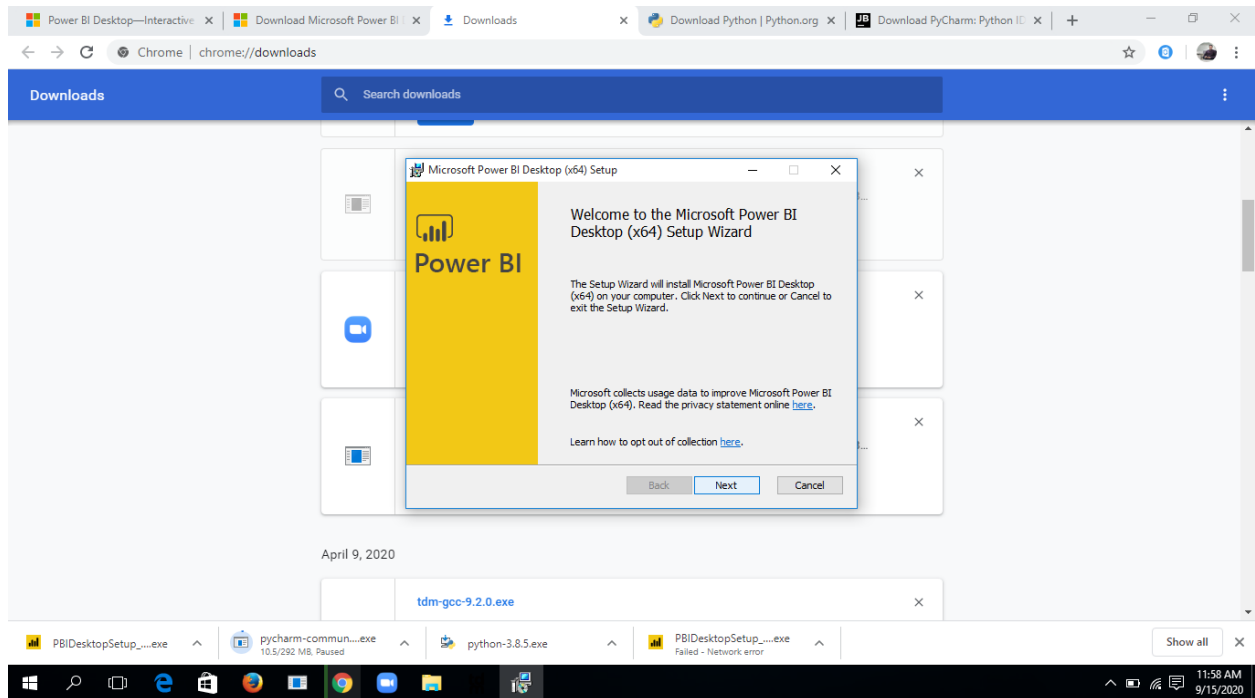 Power BI Desktop—Interactive
Download Microsoft Power BI
Downloads
Download Python | Python.org
JB
Download PyCharm: Python ID
Chrome | chrome://downloads
Downloads
Search downloads
Microsoft Power BI Desktop (x64) Setup
Power BI
Welcome to the Microsoft Power BI
Desktop (x64) Setup Wizard
The Setup Wizard will install Microsoft Power BI Desktop
(x64) on your computer. Click Next to continue or Cancel to
exit the Setup Wizard.
Microsoft collects usage data to improve Microsoft Power BI
Desktop (x64). Read the privacy statement online here.
Learn how to opt out of collection here.
Back
Next
Cancel
April 9, 2020
tdm-gcc-9.2.0.exe
PBIDesktopSetup_....exe
pycharm-commun....exe
10.5/292 MB, Paused
python-3.8.5.exe
PBIDesktopSetup_....exe
Failed - Network error
Show all
11:58 AM
9/15/2020